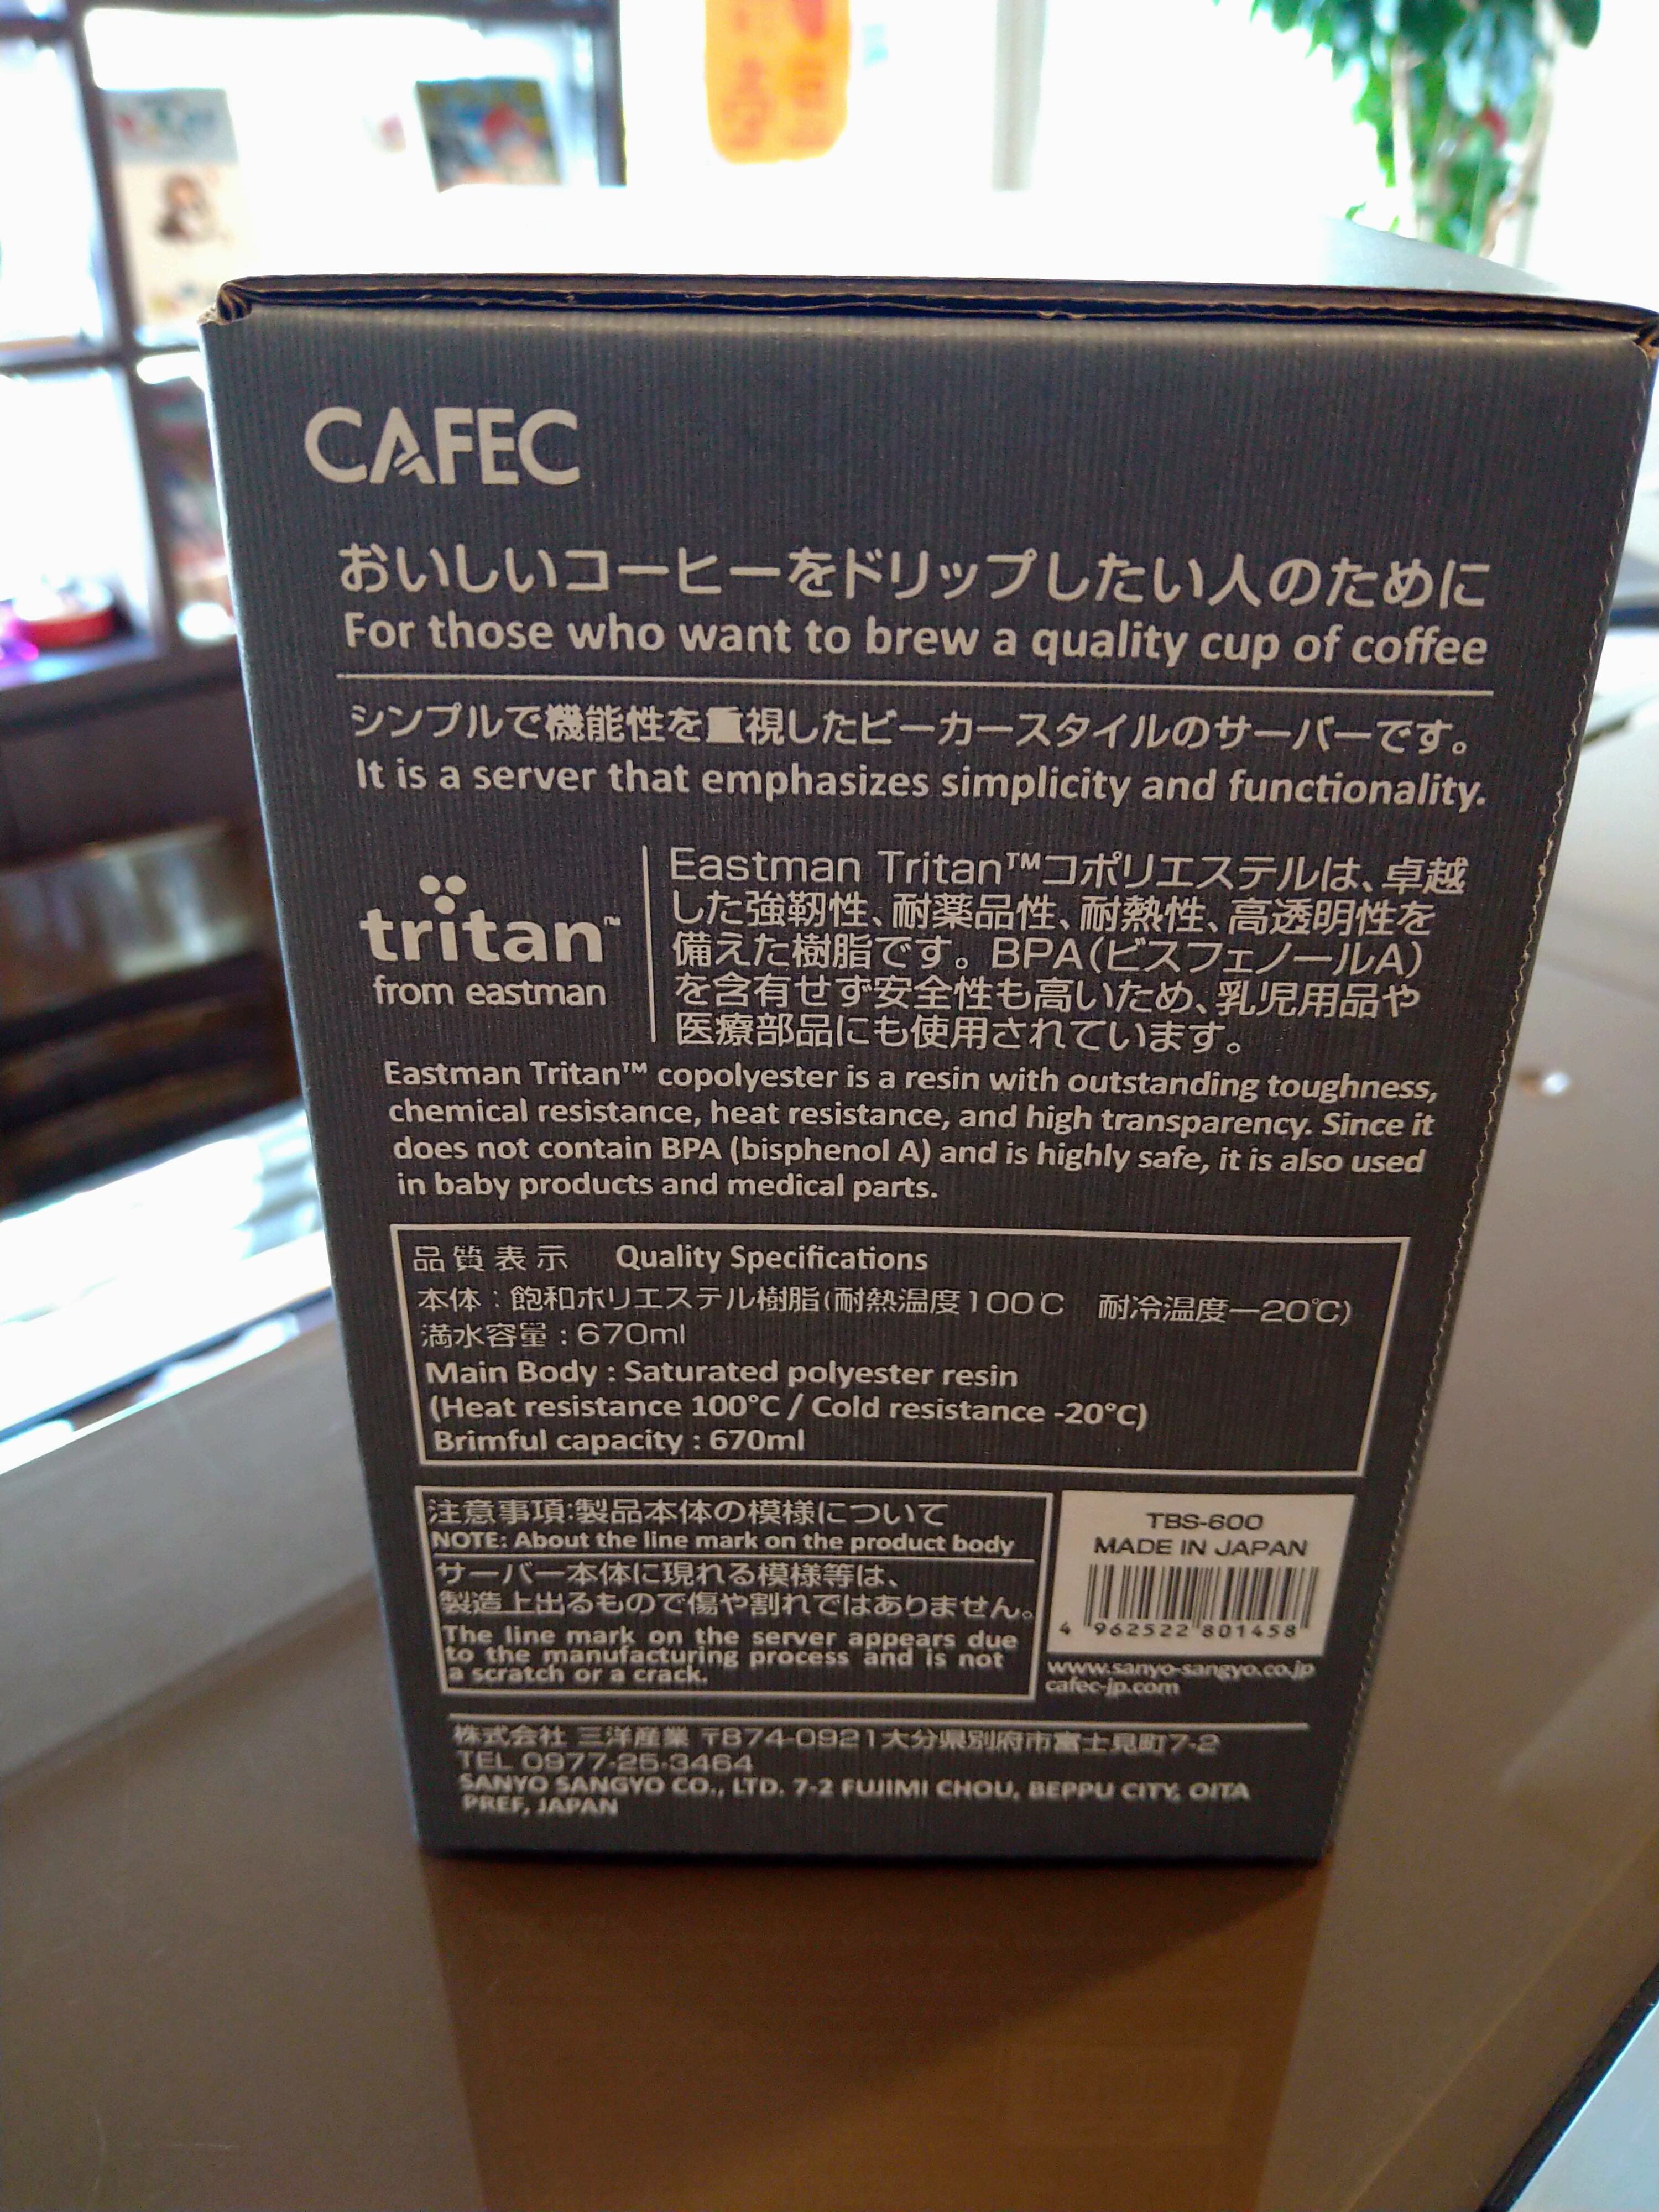 CAFEC
おいしいコーヒーをドリップしたい人のために
For those who want to brew a quality cup of coffee
シンプルで機能性を重視したビーカースタイルのサーバーです。
It is a server that emphasizes simplicity and functionality.
tritan™
from eastman
Eastman Tritan™コポリエステルは、卓越
した強靭性、耐薬品性、耐熱性、高透明性を
備えた樹脂です。BPA(ビスフェノールA)
を含有せず安全性も高いため、乳児用品や
医療部品にも使用されています。
Eastman Tritan™ copolyester is a resin with outstanding toughness,
chemical resistance, heat resistance, and high transparency. Since it
does not contain BPA (bisphenol A) and is highly safe, it is also used
in baby products and medical parts.
品質表示 Quality Specifications
本体:飽和ポリエステル樹脂(耐熱温度100℃ 耐冷温度ー20℃)
満水容量:670ml
Main Body : Saturated polyester resin
(Heat resistance 100°C / Cold resistance -20°C)
Brimful capacity : 670ml
注意事項:製品本体の模様について
NOTE: About the line mark on the product body
サーバー本体に現れる模様等は、
製造上出るもので傷や割れではありません。
The line mark on the server appears due
to the manufacturing process and is not
a scratch or a crack.
TBS-600
MADE IN JAPAN
4 962522 801458
www.sanyo-sangyo.co.jp
cafec-jp.com
株式会社 三洋産業 〒874-0921大分県別府市富士見町7-2
TEL 0977-25-3464
SANYO SANGYO CO., LTD. 7-2 FUJIMI CHOU, BEPPU CITY, OITA
PREF, JAPAN